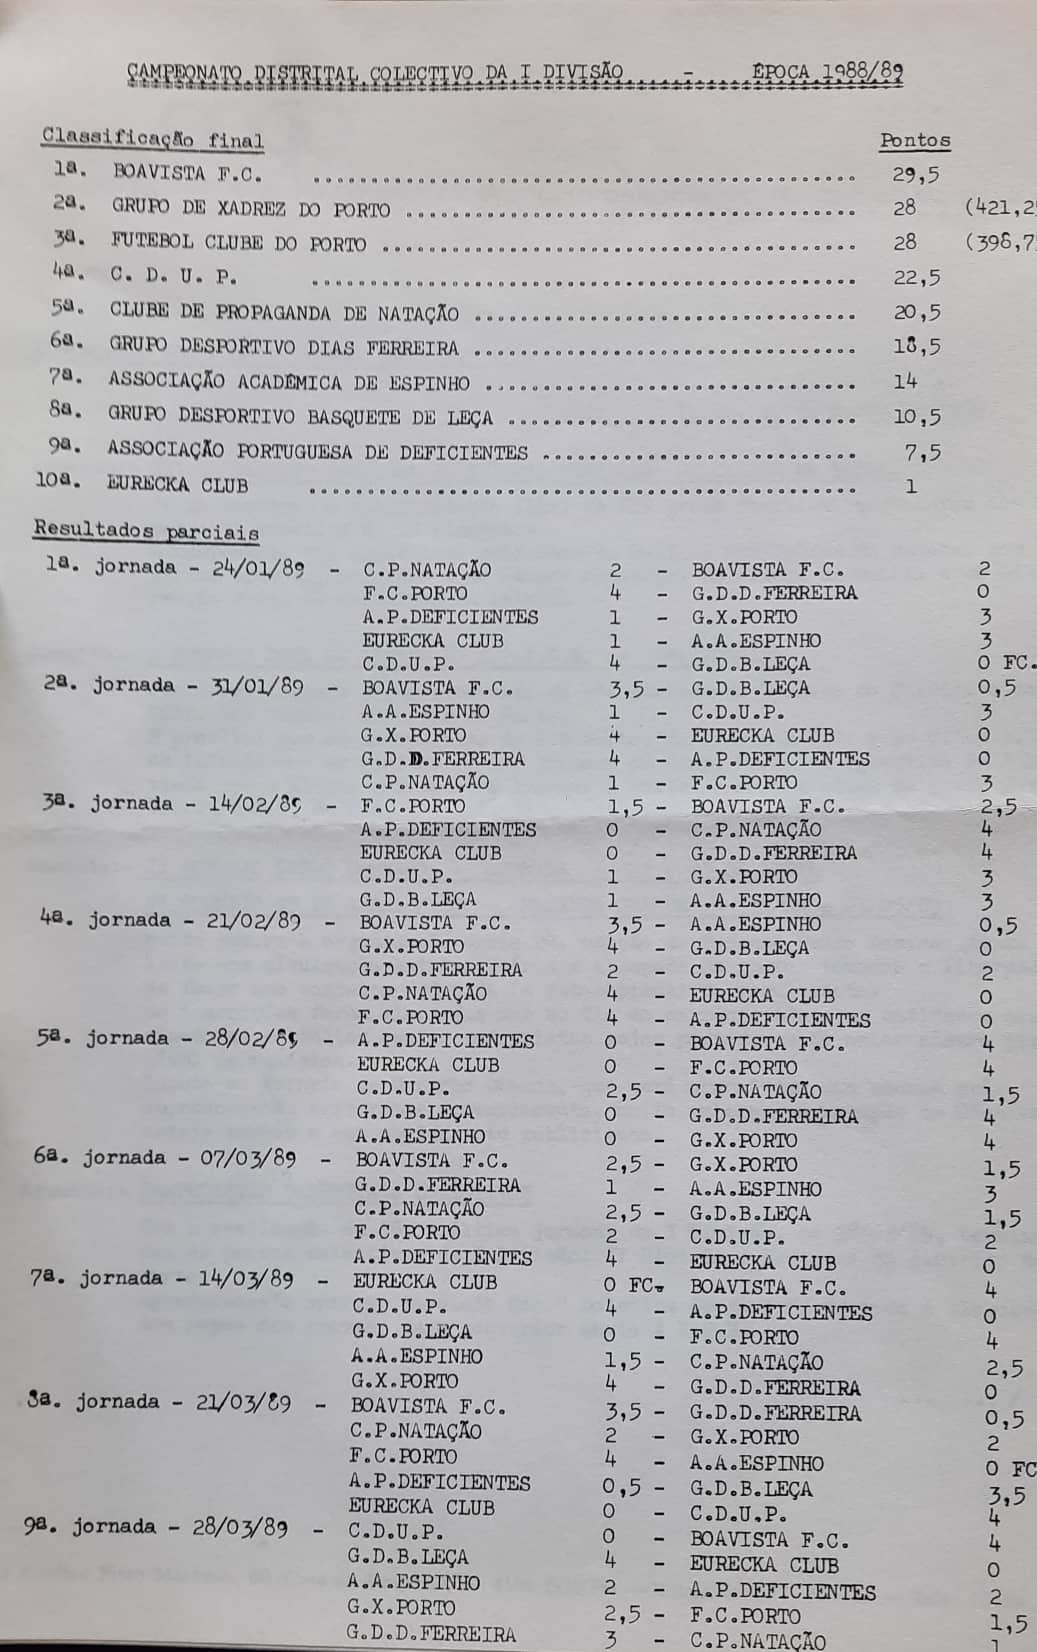 CAMPEONATO DISTRITAL COLECTIVO DA I DIVISÃO - ÉPOCA 1988/89
Classificação final Pontos
1ª. BOAVISTA F.C. 29,5
2ª. GRUPO DE XADREZ DO PORTO 28 (421,2
3ª. FUTEBOL CLUBE DO PORTO 28 (398,7
4ª. C. D. U. P. 22,5
5ª. CLUBE DE PROPAGANDA DE NATAÇÃO 20,5
6ª. GRUPO DESPORTIVO DIAS FERREIRA 18,5
7ª. ASSOCIAÇÃO ACADÉMICA DE ESPINHO 14
8ª. GRUPO DESPORTIVO BASQUETE DE LEÇA 10,5
9ª. ASSOCIAÇÃO PORTUGUESA DE DEFICIENTES 7,5
10ª. EURECKA CLUB 1
Resultados parciais
1ª. jornada - 24/01/89 - C.P.NATAÇÃO 2 - BOAVISTA F.C. 2
F.C.PORTO 4 - G.D.D.FERREIRA 0
A.P.DEFICIENTES 1 - G.X.PORTO 3
EURECKA CLUB 1 - A.A.ESPINHO 3
C.D.U.P. 4 - G.D.B.LEÇA 0 FC.
2ª. jornada - 31/01/89 - BOAVISTA F.C. 3,5 - G.D.B.LEÇA 0,5
A.A.ESPINHO 1 - C.D.U.P. 3
G.X.PORTO 4 - EURECKA CLUB 0
G.D.D.FERREIRA 4 - A.P.DEFICIENTES 0
C.P.NATAÇÃO 1 - F.C.PORTO 3
3ª. jornada - 14/02/89 - F.C.PORTO 1,5 - BOAVISTA F.C. 2,5
A.P.DEFICIENTES 0 - C.P.NATAÇÃO 4
EURECKA CLUB 0 - G.D.D.FERREIRA 4
C.D.U.P. 1 - G.X.PORTO 3
G.D.B.LEÇA 1 - A.A.ESPINHO 3
4ª. jornada - 21/02/89 - BOAVISTA F.C. 3,5 - A.A.ESPINHO 0,5
G.X.PORTO 4 - G.D.B.LEÇA 0
G.D.D.FERREIRA 2 - C.D.U.P. 2
C.P.NATAÇÃO 4 - EURECKA CLUB 0
F.C.PORTO 4 - A.P.DEFICIENTES 0
5ª. jornada - 28/02/89 - A.P.DEFICIENTES 0 - BOAVISTA F.C. 4
EURECKA CLUB 0 - F.C.PORTO 4
C.D.U.P. 2,5 - C.P.NATAÇÃO 1,5
G.D.B.LEÇA 0 - G.D.D.FERREIRA 4
A.A.ESPINHO 0 - G.X.PORTO 4
6ª. jornada - 07/03/89 - BOAVISTA F.C. 2,5 - G.X.PORTO 1,5
G.D.D.FERREIRA 1 - A.A.ESPINHO 3
C.P.NATAÇÃO 2,5 - G.D.B.LEÇA 1,5
F.C.PORTO 2 - C.D.U.P. 2
A.P.DEFICIENTES 4 - EURECKA CLUB 0
7ª. jornada - 14/03/89 - EURECKA CLUB 0 FC. BOAVISTA F.C. 4
C.D.U.P. 4 - A.P.DEFICIENTES 0
G.D.B.LEÇA 0 - F.C.PORTO 4
A.A.ESPINHO 1,5 - C.P.NATAÇÃO 2,5
G.X.PORTO 4 - G.D.D.FERREIRA 0
8ª. jornada - 21/03/89 - BOAVISTA F.C. 3,5 - G.D.D.FERREIRA 0,5
C.P.NATAÇÃO 2 - G.X.PORTO 2
F.C.PORTO 4 - A.A.ESPINHO 0 FC
A.P.DEFICIENTES 0,5 - G.D.B.LEÇA 3,5
EURECKA CLUB 0 - C.D.U.P. 4
9ª. jornada - 28/03/89 - C.D.U.P. 0 - BOAVISTA F.C. 4
G.D.B.LEÇA 4 - EURECKA CLUB 0
A.A.ESPINHO 2 - A.P.DEFICIENTES 2
G.X.PORTO 2,5 - F.C.PORTO 1,5
G.D.D.FERREIRA 3 - C.P.NATAÇÃO 1